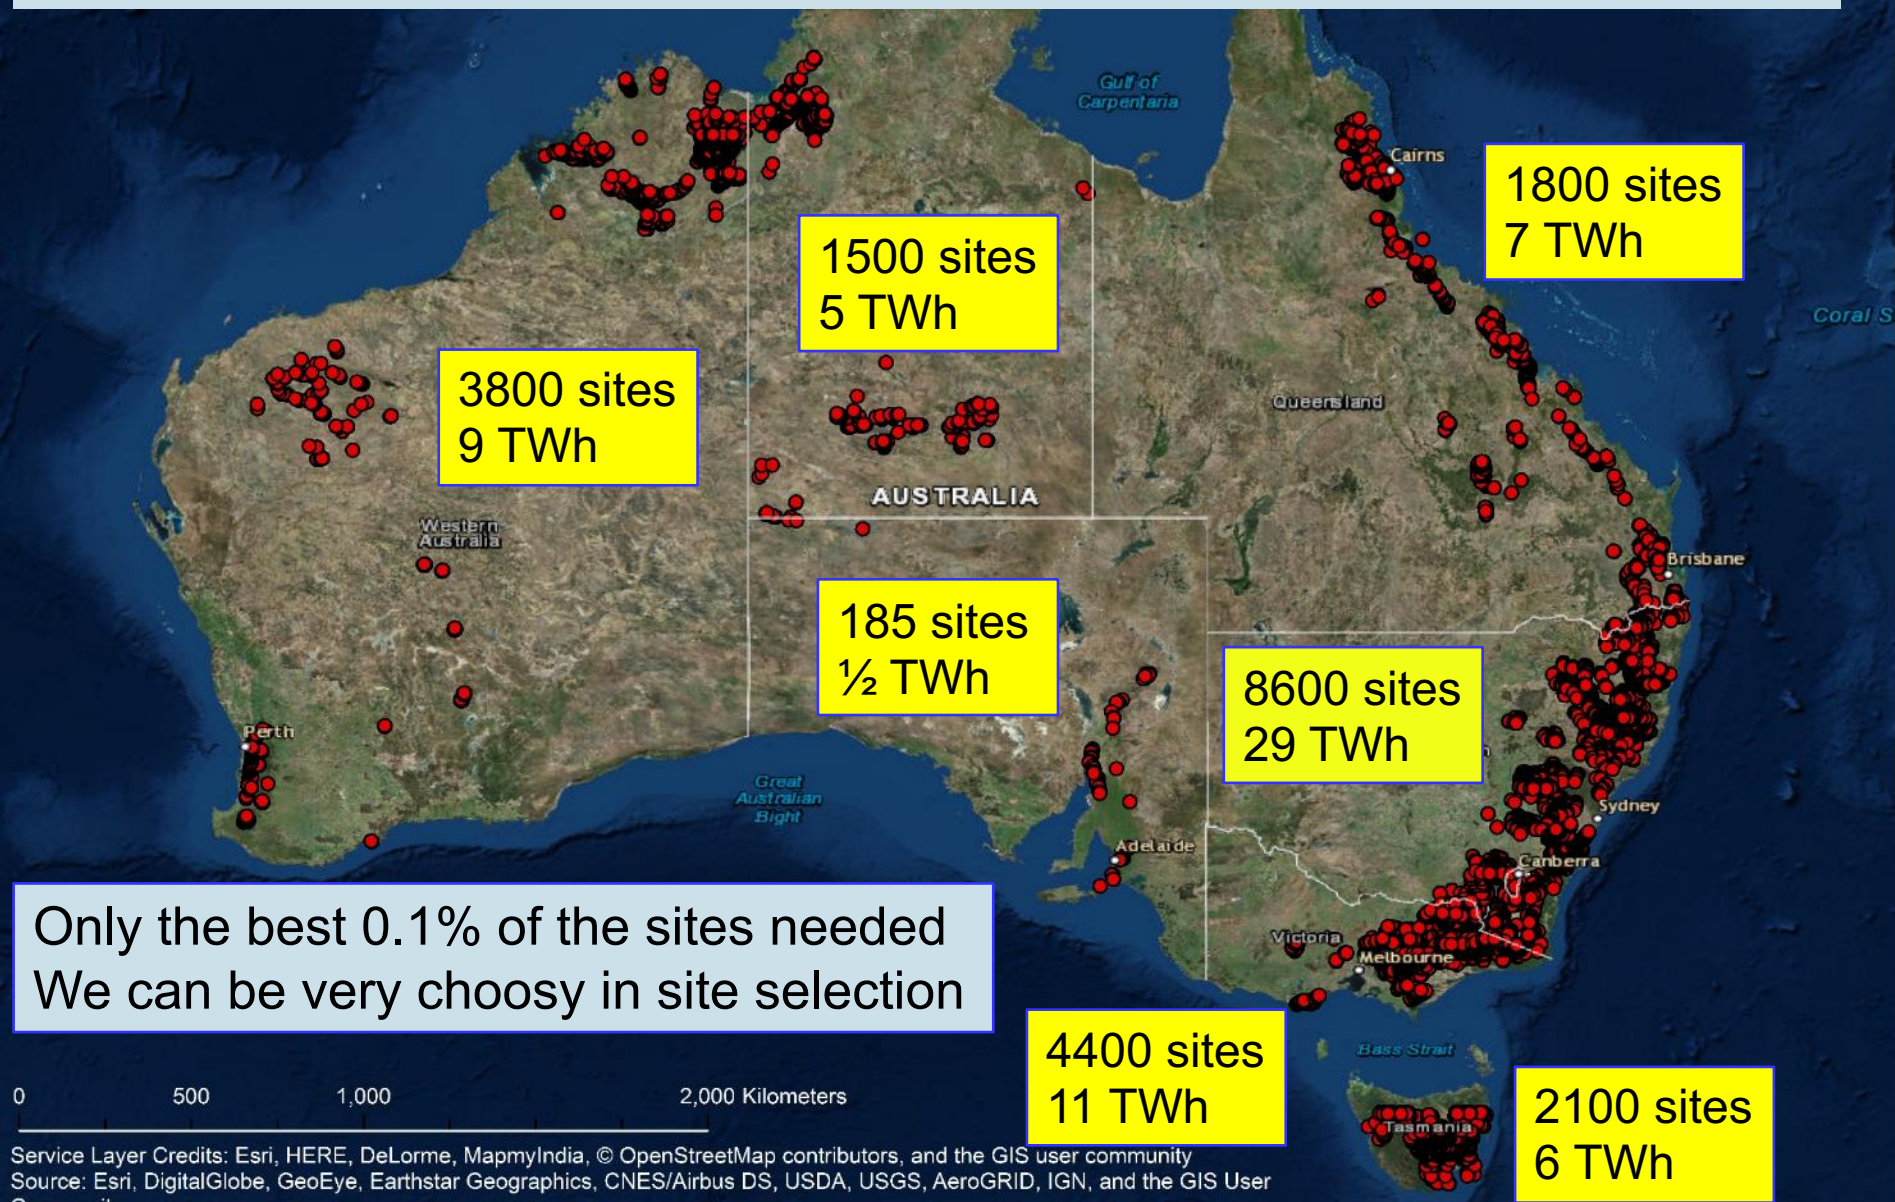 Gulf of
Carpentaria
Cairns
1800 sites
7 TWh
1500 sites
5 TWh
Coral S
3800 sites
9 TWh
Queensland
AUSTRALIA
Western
Australia
Brisbane
185 sites
½ TWh
8600 sites
29 TWh
Perth
Great
Australian
Bight
Sydney
Adelaide
Canberra
Only the best 0.1% of the sites needed
We can be very choosy in site selection
Victoria
Melbourne
4400 sites
11 TWh
Bass Strait
Tasmania
2100 sites
6 TWh
0 500 1,000 2,000 Kilometers
Service Layer Credits: Esri, HERE, DeLorme, MapmyIndia, © OpenStreetMap contributors, and the GIS user community
Source: Esri, DigitalGlobe, GeoEye, Earthstar Geographics, CNES/Airbus DS, USDA, USGS, AeroGRID, IGN, and the GIS User